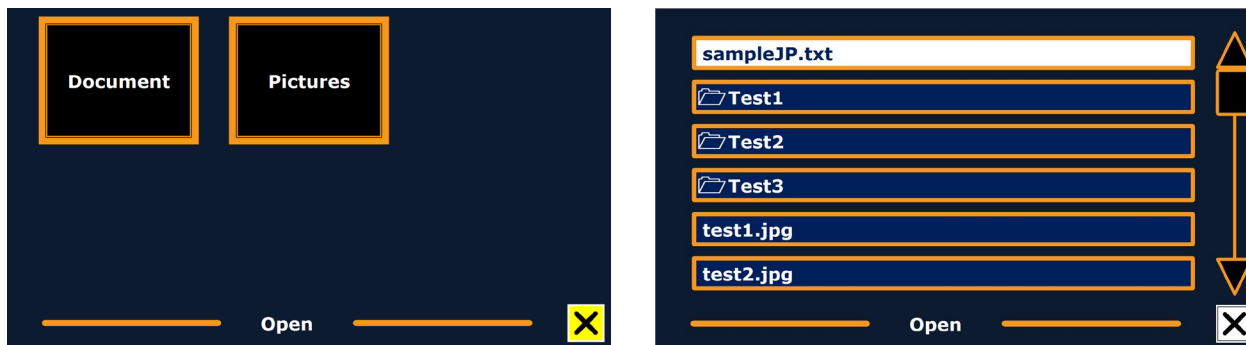 Document
Pictures
Open
sampleJP.txt
Test1
Test2
Test3
test1.jpg
test2.jpg
Open